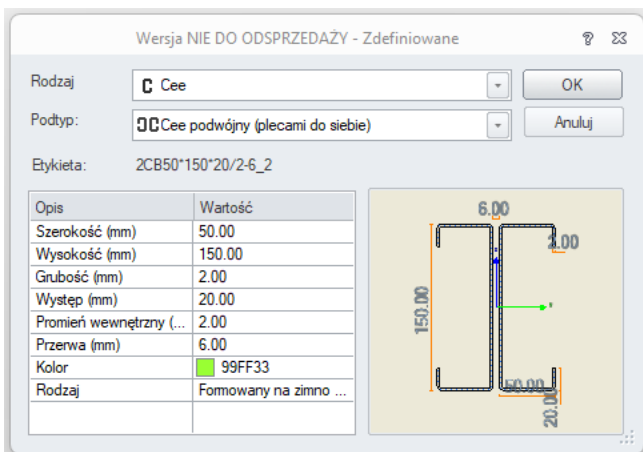 Wersja NIE DO ODSPRZEDAŻY - Zdefiniowane
Rodzaj
Cee
OK
Podtyp:
Cee podwójny (plecami do siebie)
Anuluj
Etykieta:
2CB50*150*20/2-6_2
Opis Wartość
Szerokość (mm) 50.00
Wysokość (mm) 150.00
Grubość (mm) 2.00
Występ (mm) 20.00
Promień wewnętrzny (... 2.00
Przerwa (mm) 6.00
Kolor 99FF33
Rodzaj Formowany na zimno ...
6.00
2.00
150.00
50.00
20.00